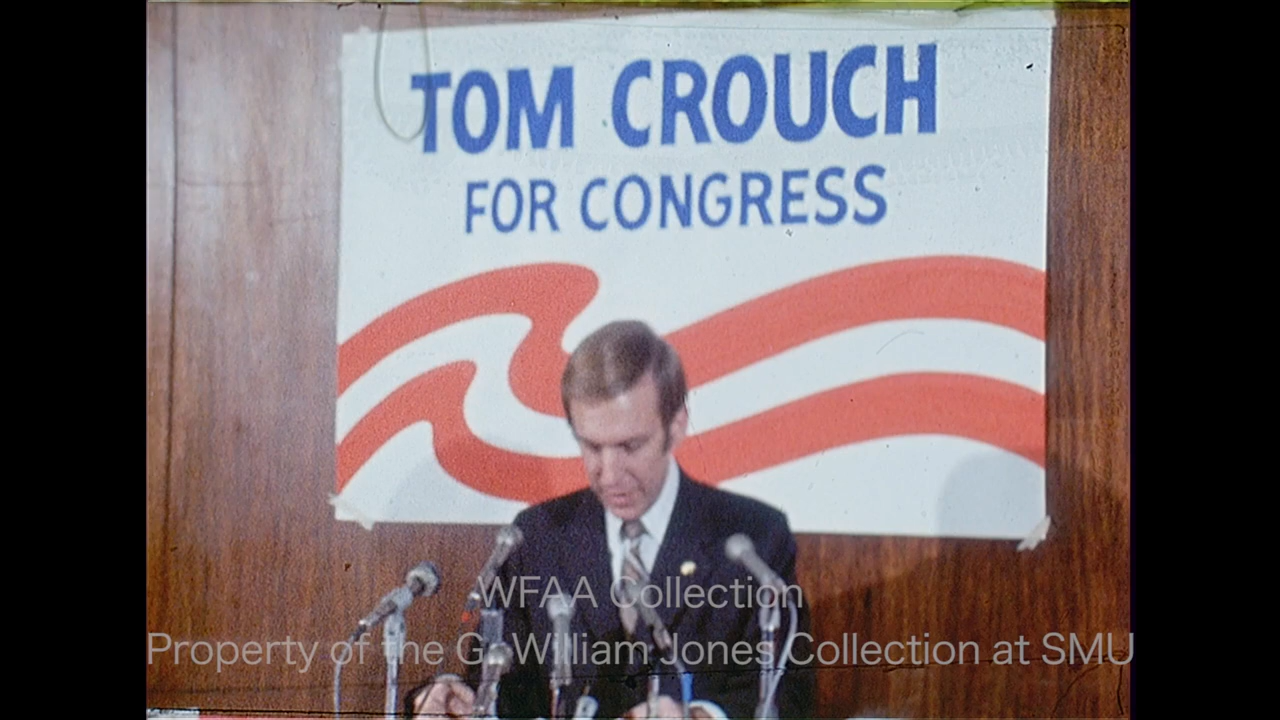 TOM CROUCH
FOR CONGRESS
WFAA Collection
Property of the G. William Jones Collection at SMU